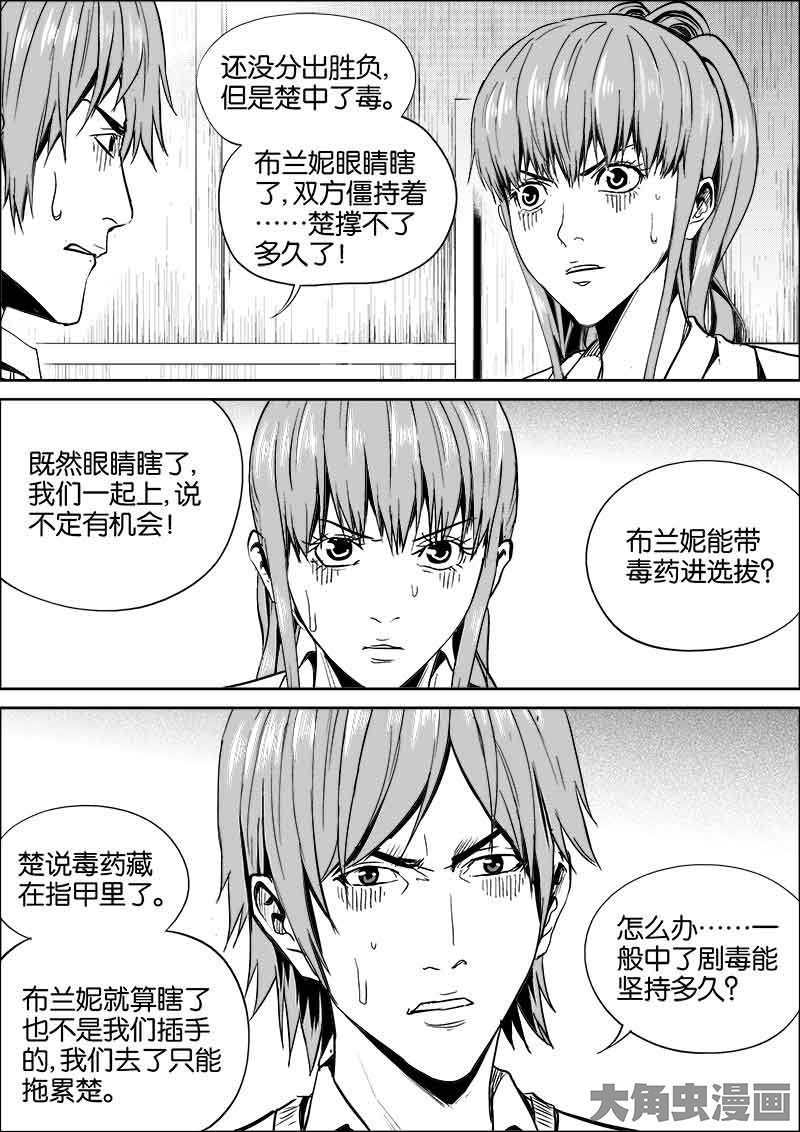 还没分出胜负,
但是楚中了毒。
布兰妮眼睛瞎
了,双方僵持着
……楚撑不了
多久了!
既然眼睛瞎了,
我们一起上,说
不定有机会!
布兰妮能带
毒药进选拔?
楚说毒药藏
在指甲里了。
布兰妮就算瞎了
也不是我们插手
的,我们去了只能
拖累楚。
怎么办……一
般中了剧毒能
坚持多久?
大角虫漫画